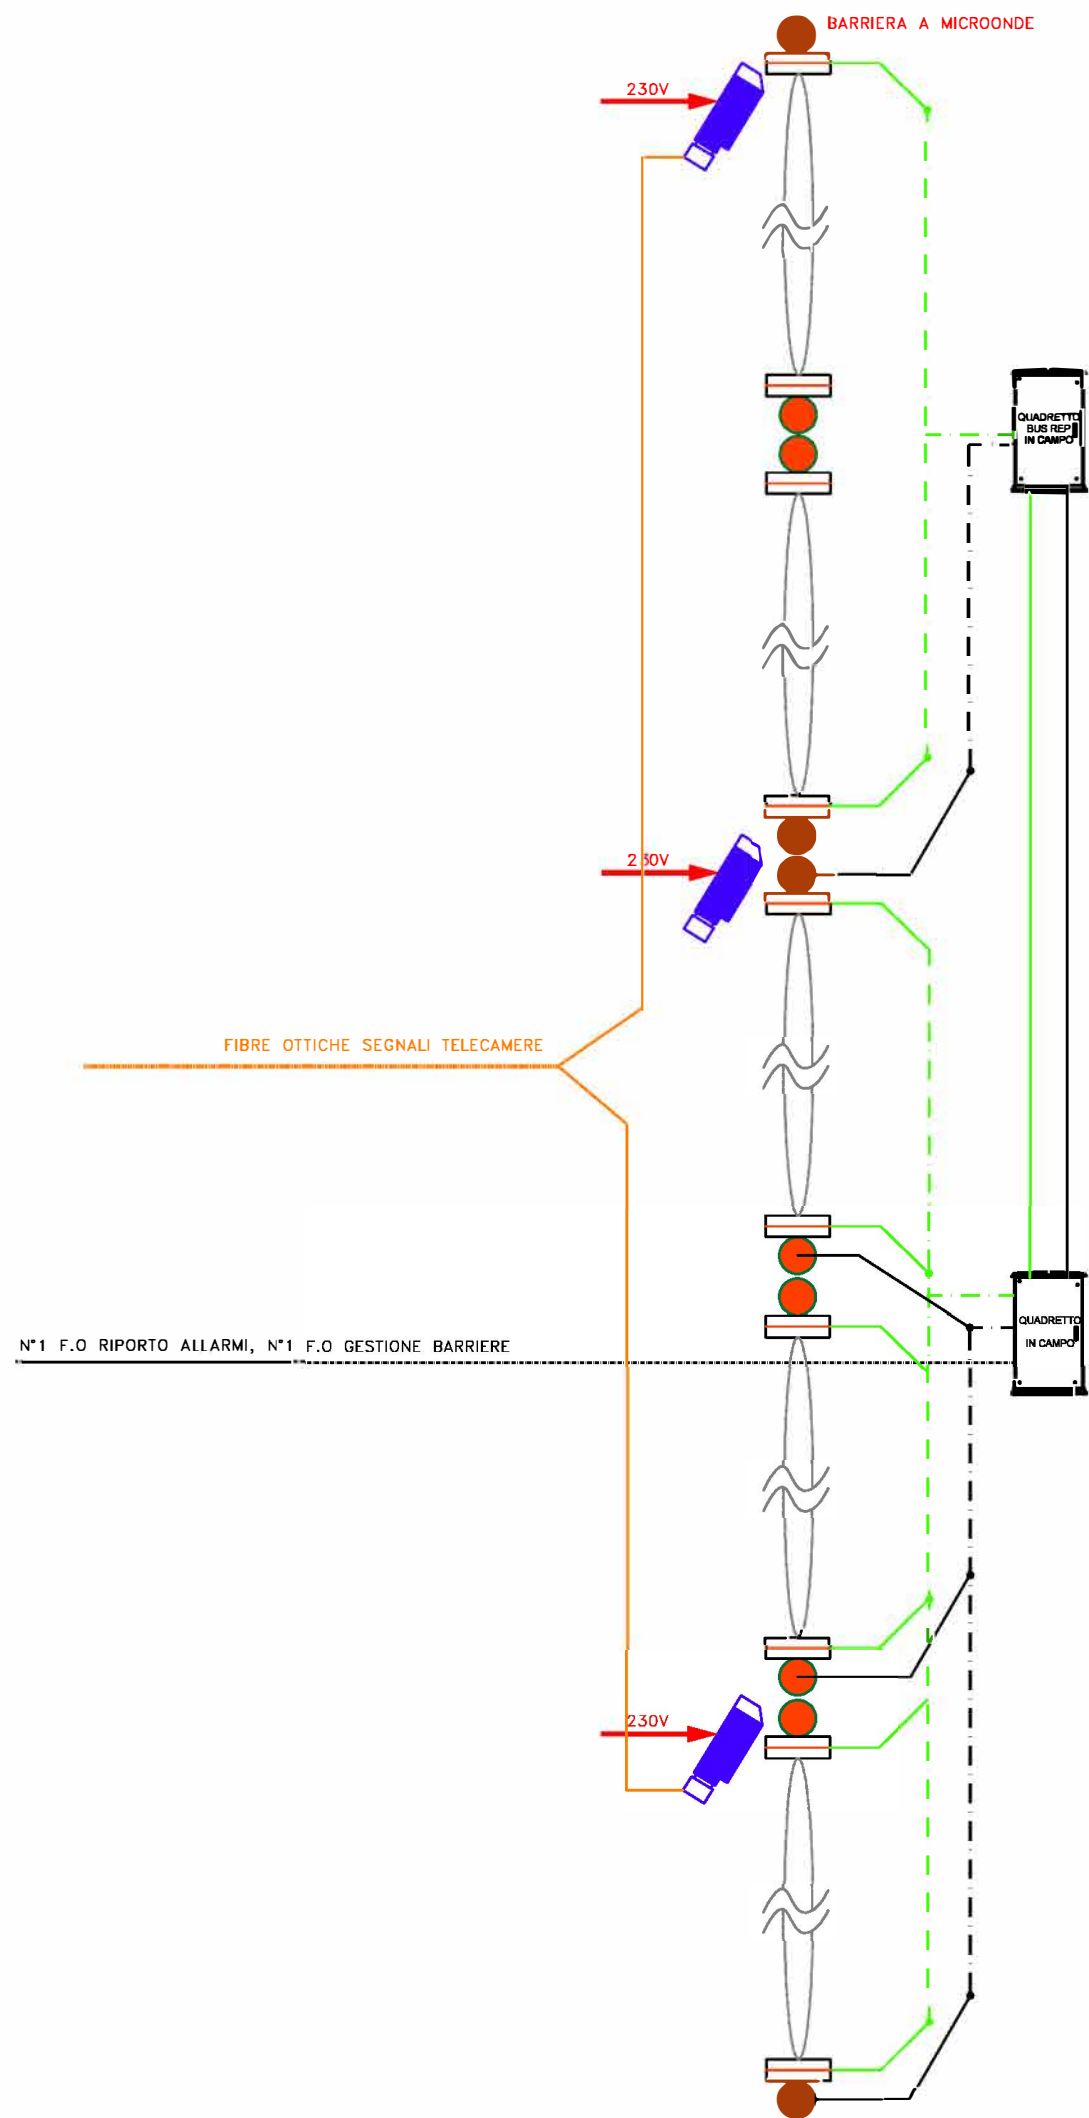 BARRIERA A MICROONDE
230V
QUADRETTO
BUS REP
IN CAMPO
230V
FIBRE OTTICHE SEGNALI TELECAMERE
QUADRETTO
IN CAMPO
N°1 F.O RIPORTO ALLARMI, N°1 F.O GESTIONE BARRIERE
230V